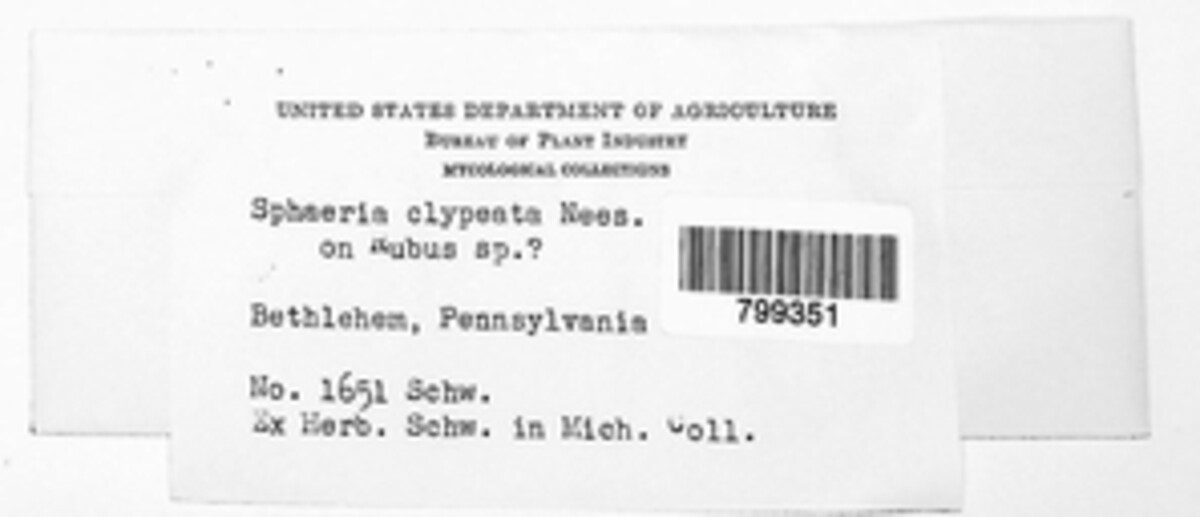 UNITED STATES DEPARTMENT OF AGRICULTURE
BUREAU OF PLANT INDUSTRY
MYCOLOGICAL COLLECTIONS
Sphaeria clypeata Nees.
on Rubus sp.?
799351
Bethlehem, Pennsylvania
No. 1651 Schw.
Ex Herb. Schw. in Mich. Coll.